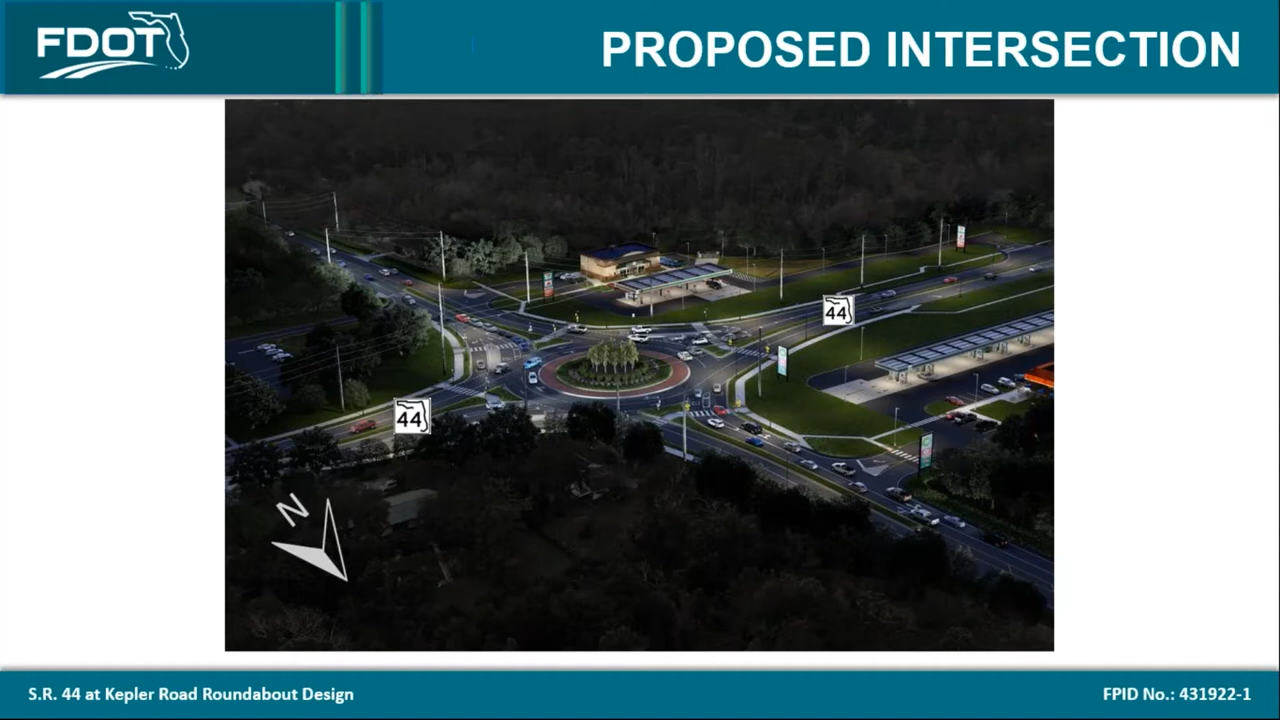 FDOT
PROPOSED INTERSECTION
44
44
N
S.R. 44 at Kepler Road Roundabout Design
FPID No.: 431922-1